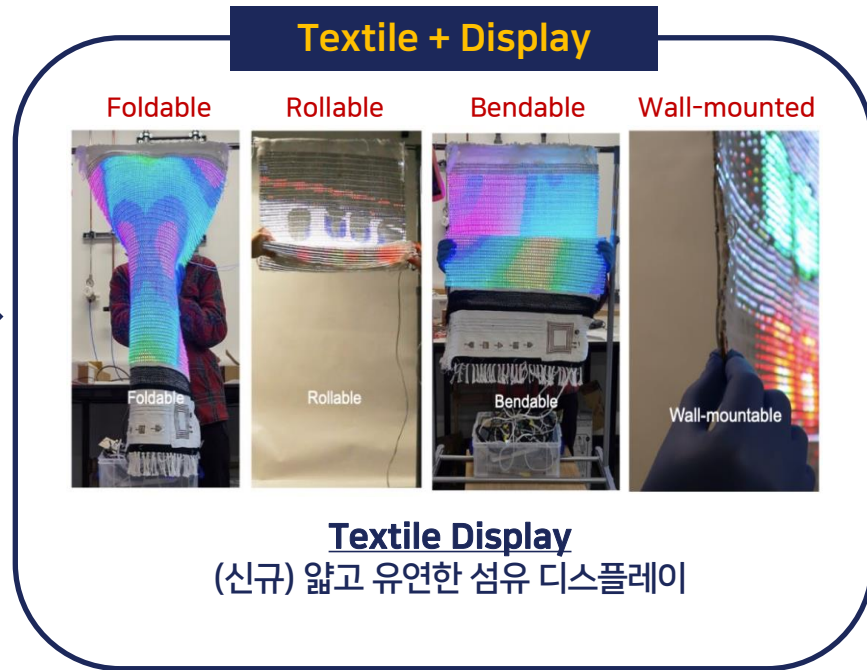 Textile + Display
Foldable
Rollable
Bendable
Wall-mounted
Foldable
Rollable
Bendable
Wall-mountable
Textile Display
(신규) 얇고 유연한 섬유 디스플레이